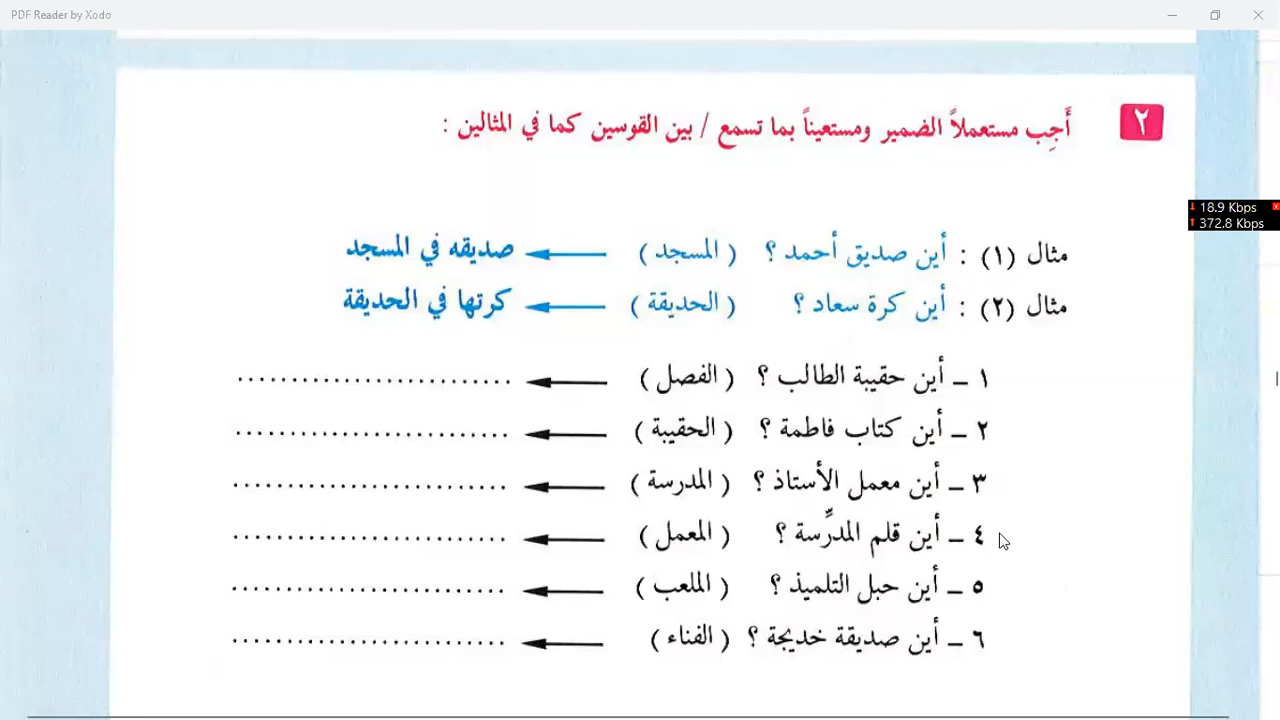 PDF Reader by Xodo
٢ أَجِب مستعملاً الضمير ومستعيناً بما تسمع / بين القوسين كما في المثالين :
18.9 Kbps
372.8 Kbps
مثال (١) : أين صديق أحمد ؟ ( المسجد ) صديقه في المسجد
مثال (٢) : أين كرة سعاد ؟ ( الحديقة ) كرتها في الحديقة
١ ـ أين حقيبة الطالب ؟ ( الفصل ) ..........................
٢ ـ أين كتاب فاطمة ؟ ( الحقيبة ) ..........................
٣ ـ أين معمل الأستاذ ؟ ( المدرسة ) ..........................
٤ ـ أين قلم المدرِّسة ؟ ( المعمل ) ..........................
٥ ـ أين حبل التلميذ ؟ ( الملعب ) ..........................
٦ ـ أين صديقة خديجة ؟ ( الفناء ) ..........................